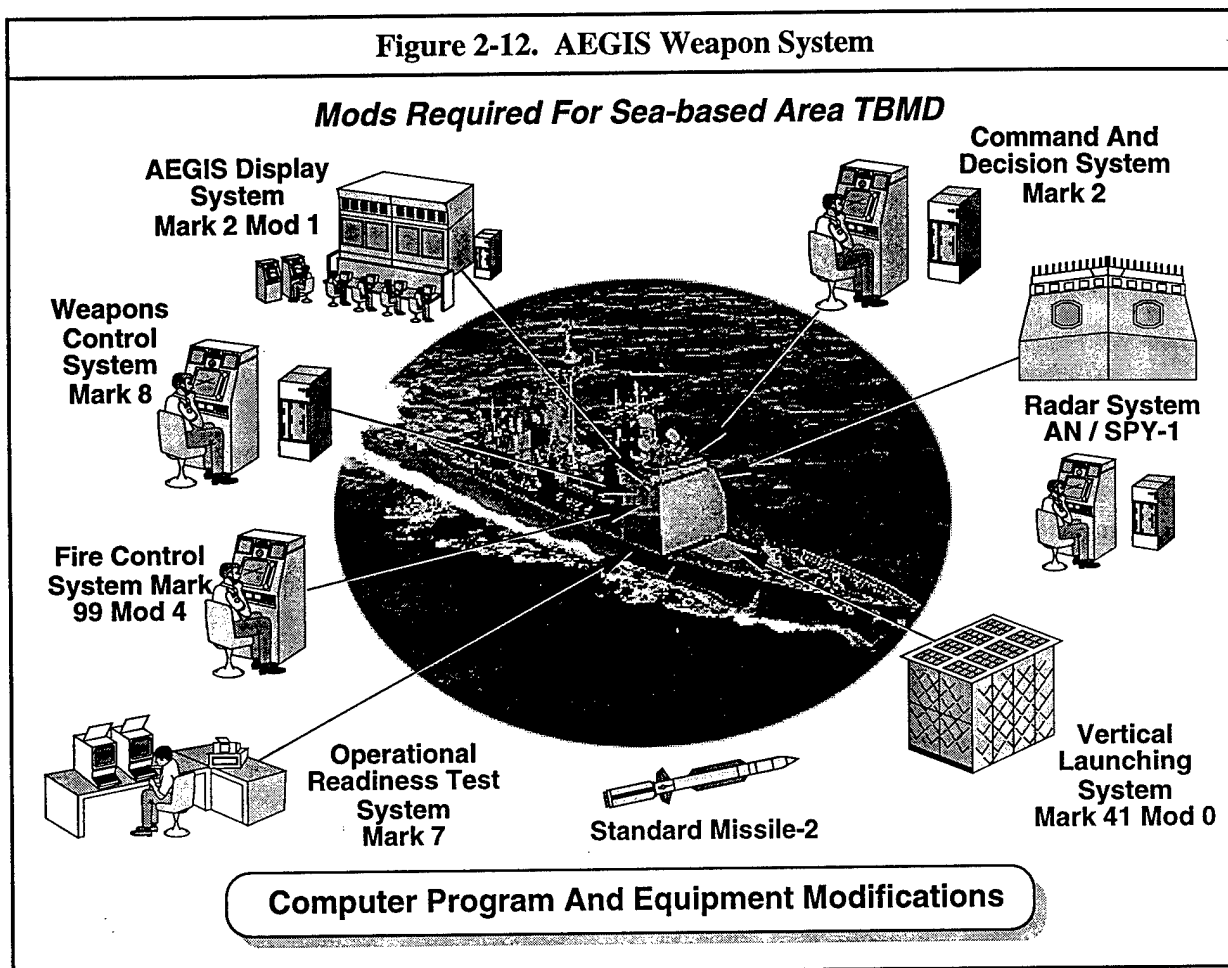 Figure 2-12. AEGIS Weapon System
Mods Required For Sea-based Area TBMD
AEGIS Display
System
Mark 2 Mod 1
Command And
Decision System
Mark 2
Weapons
Control
System
Mark 8
Radar System
AN / SPY-1
Fire Control
System Mark
99 Mod 4
Operational
Readiness Test
System
Mark 7
Standard Missile-2
Vertical
Launching
System
Mark 41 Mod 0
Computer Program And Equipment Modifications